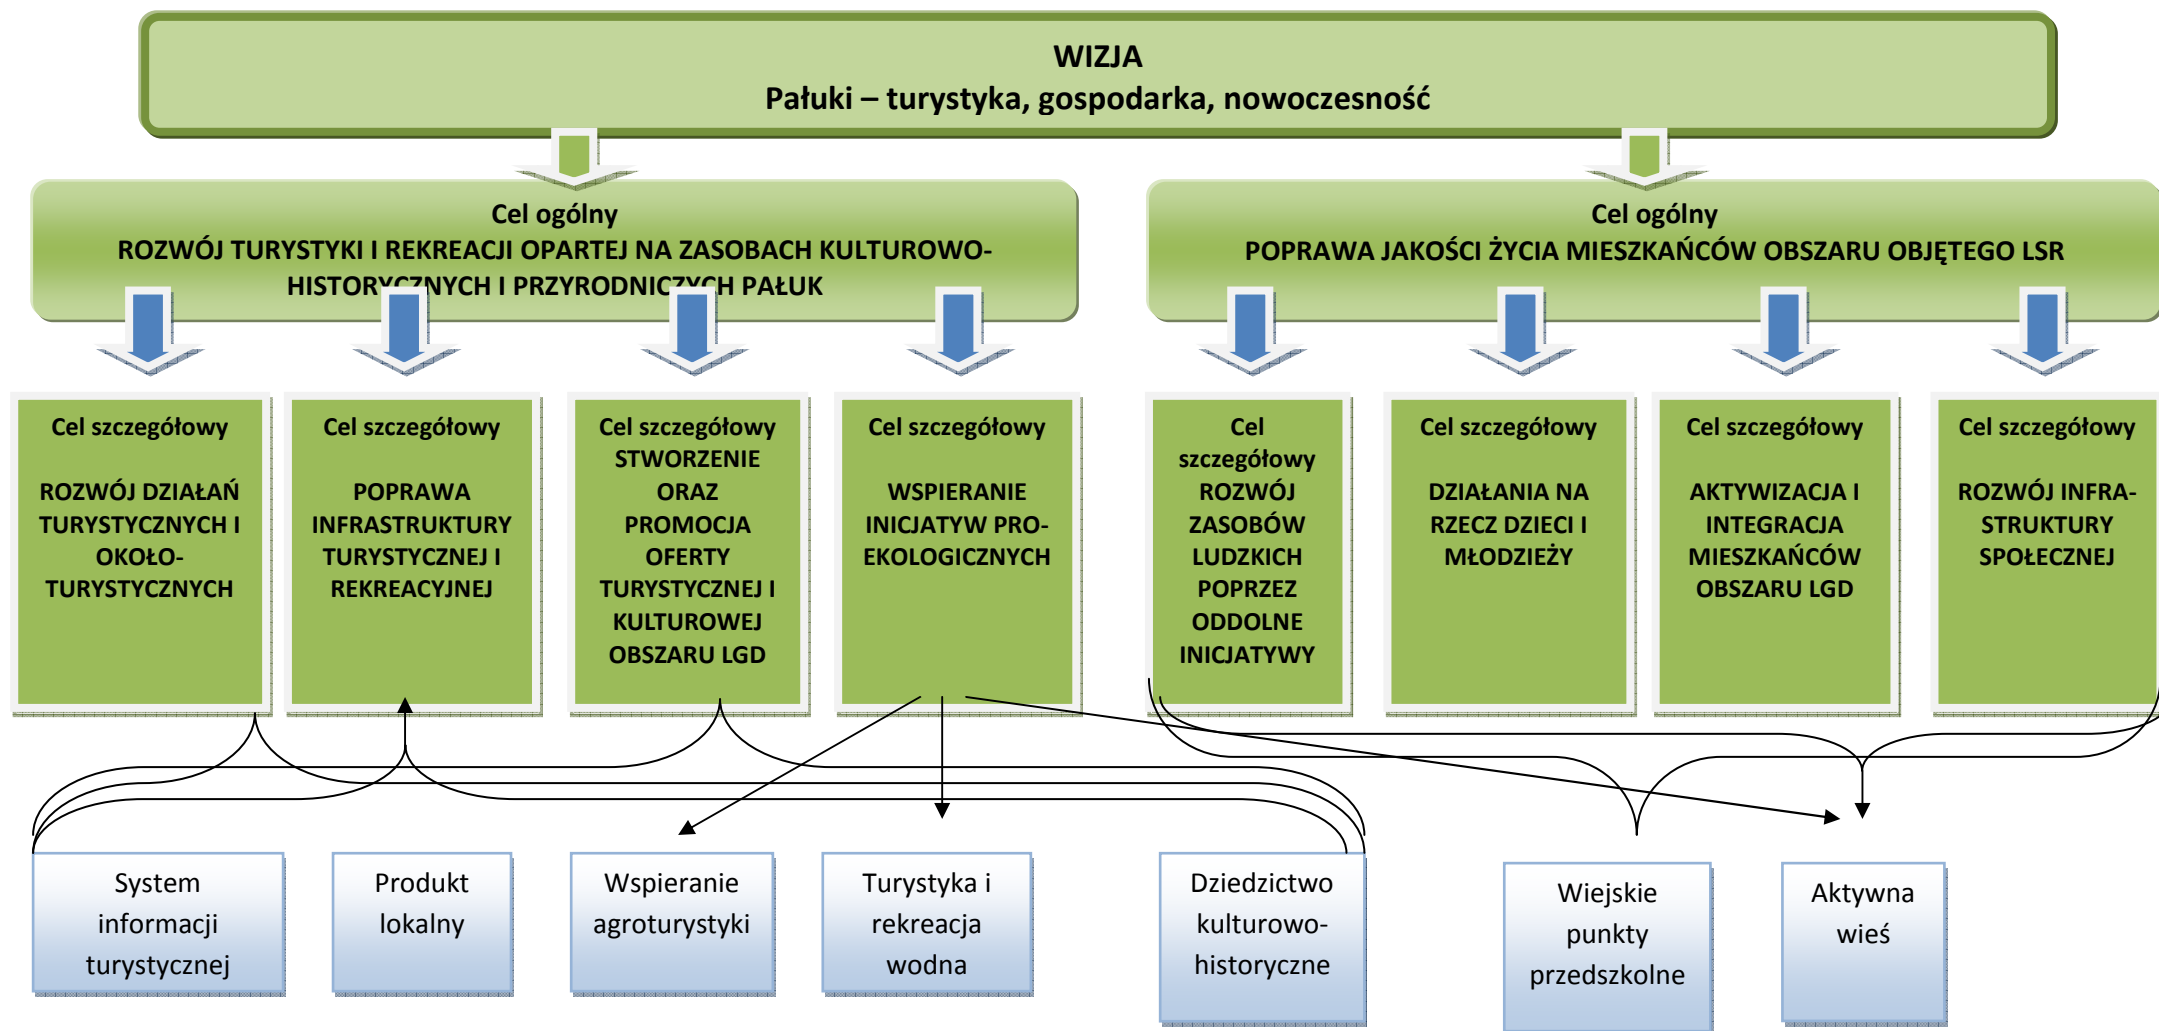 WIZJA
Pałuki – turystyka, gospodarka, nowoczesność
Cel ogólny
ROZWÓJ TURYSTYKI I REKREACJI OPARTEJ NA ZASOBACH KULTUROWO-
HISTORYCZNYCH I PRZYRODNICZYCH PAŁUK
Cel ogólny
POPRAWA JAKOŚCI ŻYCIA MIESZKAŃCÓW OBSZARU OBJĘTEGO LSR
Cel szczegółowy
ROZWÓJ DZIAŁAŃ
TURYSTYCZNYCH I
OKOŁO-
TURYSTYCZNYCH
Cel szczegółowy
POPRAWA
INFRASTRUKTURY
TURYSTYCZNEJ I
REKREACYJNEJ
Cel szczegółowy
STWORZENIE
ORAZ
PROMOCJA
OFERTY
TURYSTYCZNEJ I
KULTUROWEJ
OBSZARU LGD
Cel szczegółowy
WSPIERANIE
INICJATYW PRO-
EKOLOGICZNYCH
Cel
szczegółowy
ROZWÓJ
ZASOBÓW
LUDZKICH
POPRZEZ
ODDOLNE
INICJATYWY
Cel szczegółowy
DZIAŁANIA NA
RZECZ DZIECI I
MŁODZIEŻY
Cel szczegółowy
AKTYWIZACJA I
INTEGRACJA
MIESZKAŃCÓW
OBSZARU LGD
Cel szczegółowy
ROZWÓJ INFRA-
STRUKTURY
SPOŁECZNEJ
System
informacji
turystycznej
Produkt
lokalny
Wspieranie
agroturystyki
Turystyka i
rekreacja
wodna
Dziedzictwo
kulturowo-
historyczne
Wiejskie
punkty
przedszkolne
Aktywna
wieś